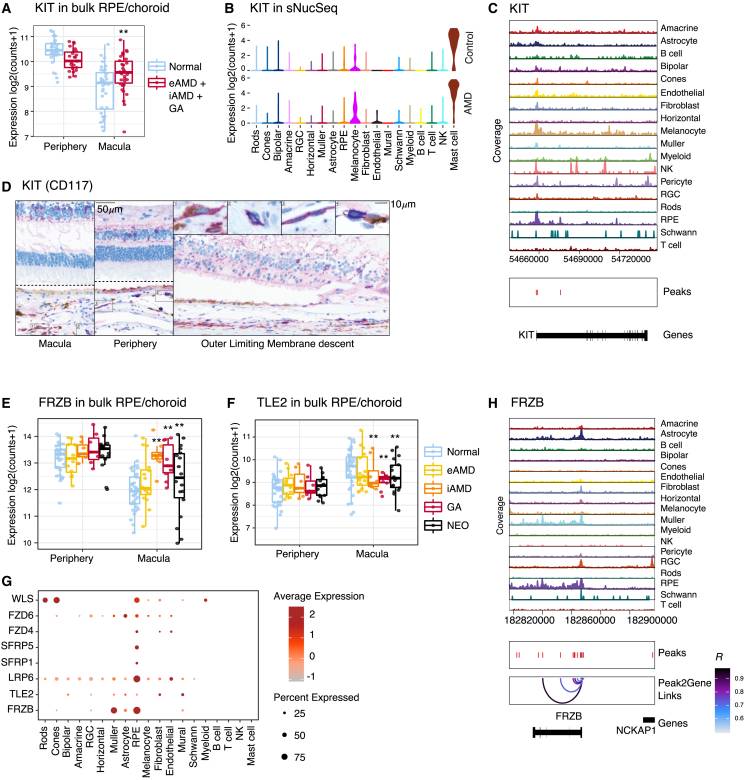 A
KIT in bulk RPE/choroid
Expression log2(counts+1)
11
10
9
8
7
Periphery
Macula
**
Normal
eAMD +
iAMD +
GA
B
KIT in sNucSeq
Expression log2(counts+1)
6
4
2
0
6
4
2
0
Control
AMD
Rods
Cones
Bipolar
Amacrine
RGC
Horizontal
Muller
Astrocyte
RPE
Melanocyte
Fibroblast
Endothelial
Mural
Schwann
Myeloid
B cell
T cell
NK
Mast cell
C
KIT
Coverage
Amacrine
Astrocyte
B cell
Bipolar
Cones
Endothelial
Fibroblast
Horizontal
Melanocyte
Muller
Myeloid
NK
Pericyte
RGC
Rods
RPE
Schwann
T cell
54660000
54690000
54720000
Peaks
KIT
Genes
D
KIT (CD117)
50µm
10µm
Macula
Periphery
Outer Limiting Membrane descent
E
FRZB in bulk RPE/choroid
Expression log2(counts+1)
14
13
12
11
10
Periphery
Macula
**
**
**
F
TLE2 in bulk RPE/choroid
Expression log2(counts+1)
11
10
9
8
7
Periphery
Macula
**
**
**
Normal
eAMD
iAMD
GA
NEO
G
WLS
FZD6
FZD4
SFRP5
SFRP1
LRP6
TLE2
FRZB
Rods
Cones
Bipolar
Amacrine
RGC
Horizontal
Muller
Astrocyte
RPE
Melanocyte
Fibroblast
Endothelial
Mural
Schwann
Myeloid
B cell
T cell
NK
Mast cell
Average Expression
2
1
0
-1
Percent Expressed
25
50
75
H
FRZB
Coverage
Amacrine
Astrocyte
B cell
Bipolar
Cones
Endothelial
Fibroblast
Horizontal
Melanocyte
Muller
Myeloid
NK
Pericyte
RGC
Rods
RPE
Schwann
T cell
182820000
182860000
182900000
Peaks
Peak2Gene
Links
FRZB
Genes
NCKAP1
R
0.9
0.8
0.7
0.6